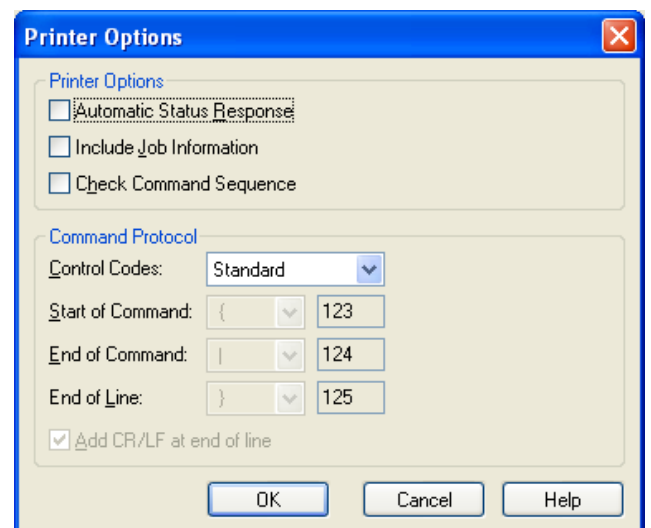 Printer Options
Printer Options
Automatic Status Response
Include Job Information
Check Command Sequence
Command Protocol
Control Codes: Standard
Start of Command: { 123
End of Command: | 124
End of Line: } 125
Add CR/LF at end of line
OK Cancel Help